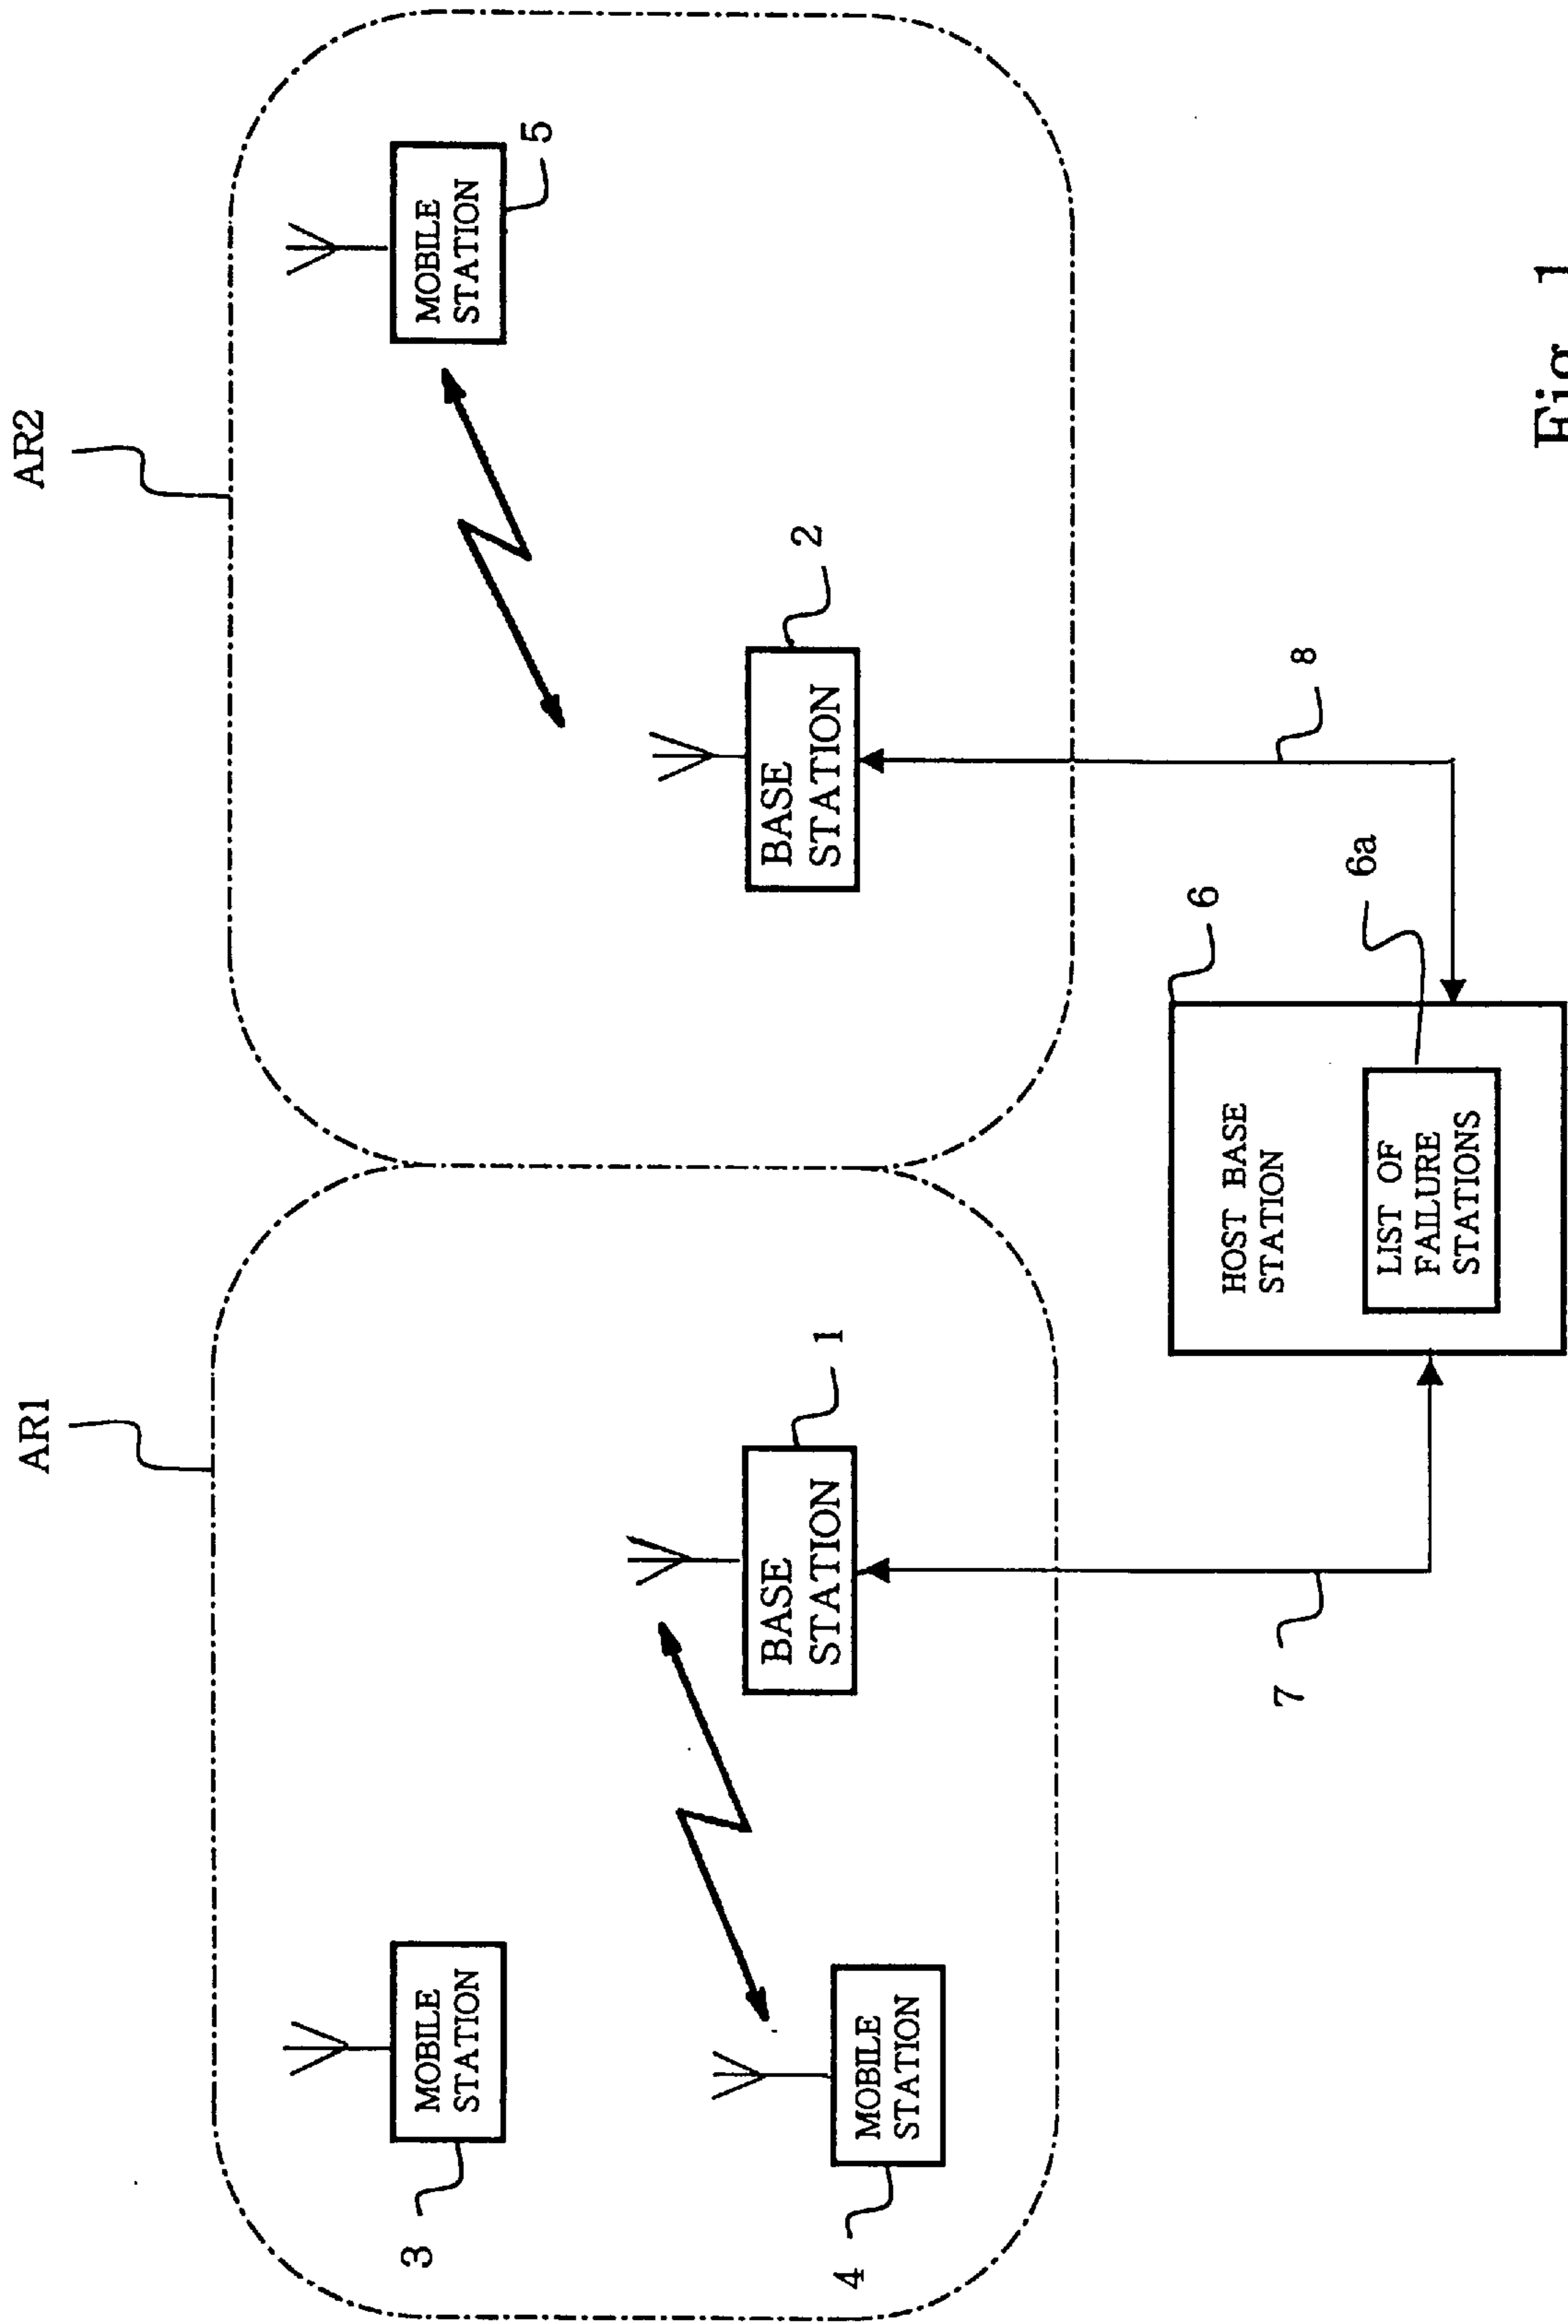 AR1
AR2
MOBILE
STATION
3
MOBILE
STATION
5
MOBILE
STATION
4
BASE
STATION
1
BASE
STATION
2
7
8
HOST BASE
STATION
6
LIST OF
FAILURE
STATIONS
6a
Fig. 1